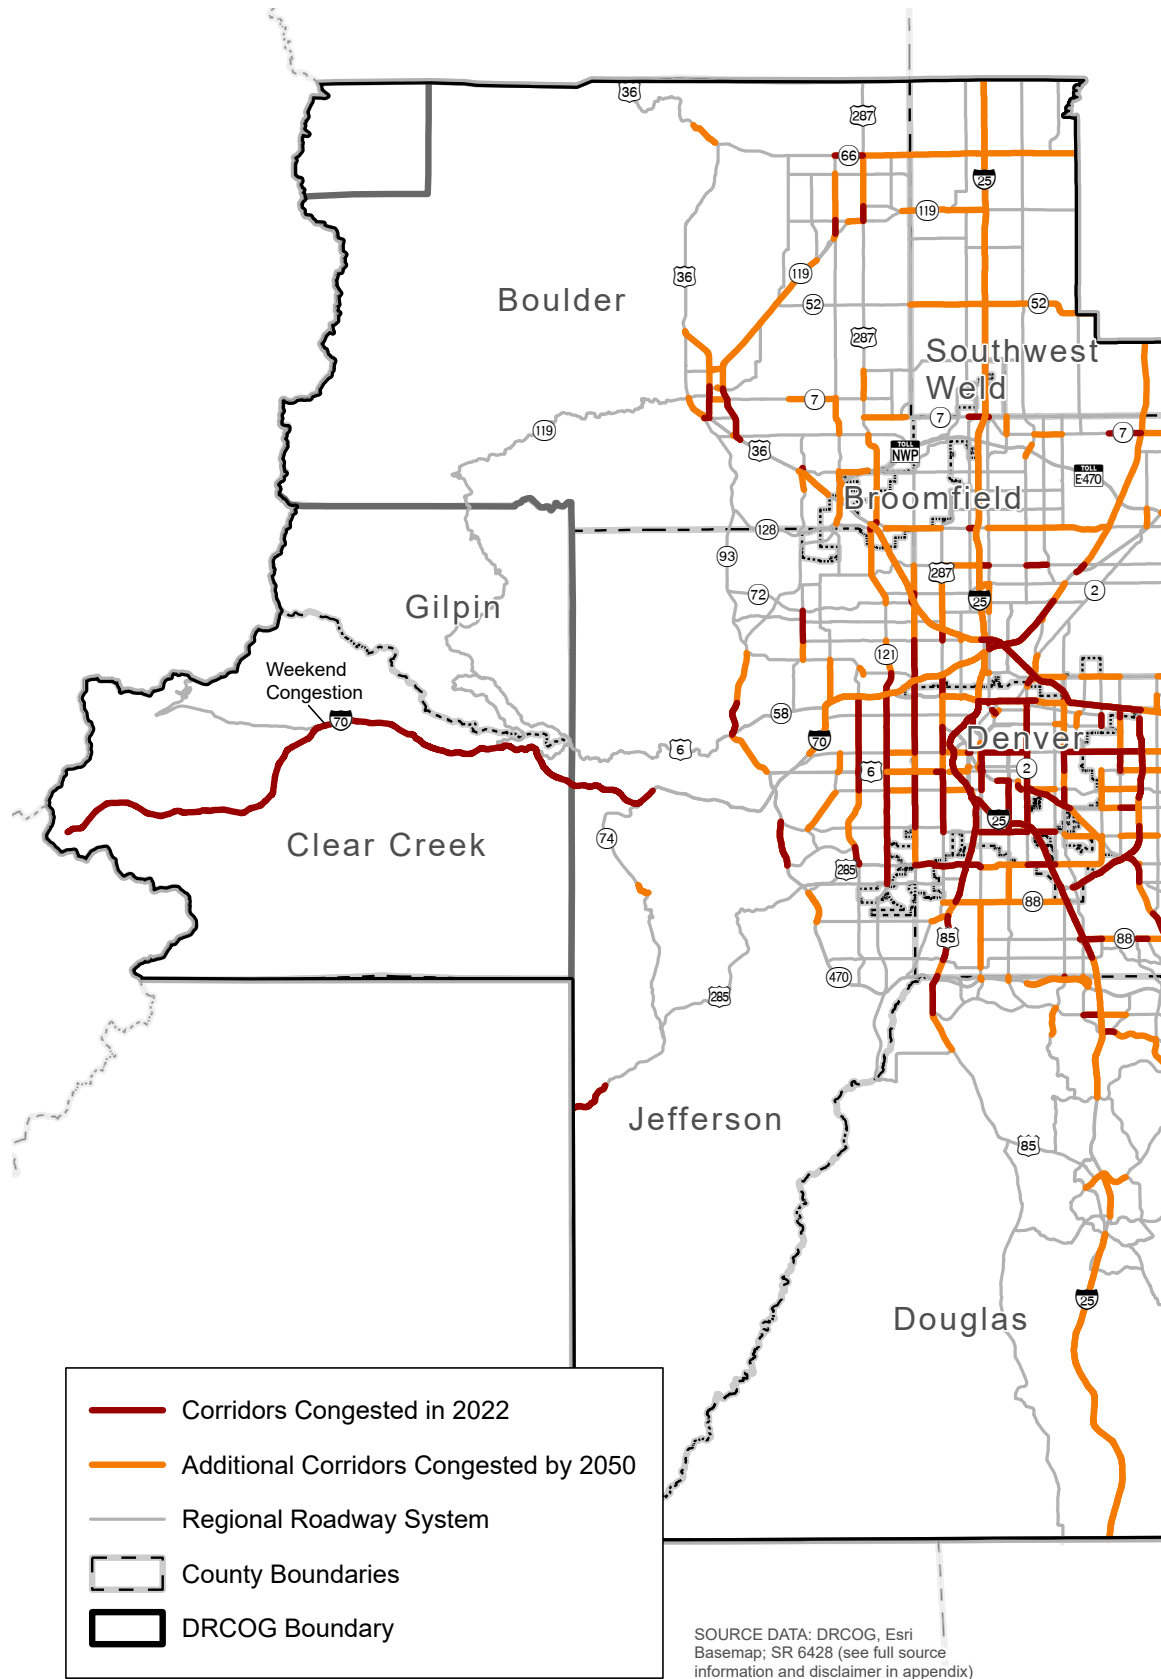 36
287
66
25
119
36
119
Boulder
52
52
287
Southwest
Weld
7
7
119
7
36
TOLL
NWP
TOLL
E-470
Broomfield
128
93
287
72
2
25
Gilpin
121
Weekend
Congestion
70
58
70
Denver
6
6
2
25
74
Clear Creek
285
88
85
88
470
285
Jefferson
85
25
Douglas
Corridors Congested in 2022
Additional Corridors Congested by 2050
Regional Roadway System
County Boundaries
DRCOG Boundary
SOURCE DATA: DRCOG, Esri
Basemap; SR 6428 (see full source
information and disclaimer in appendix)